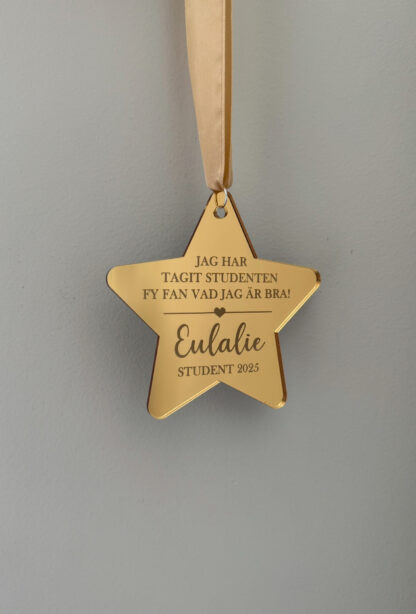 JAG HAR
TAGIT STUDENTEN
FY FAN VAD JAG ÄR BRA!
Eulalie
STUDENT 2025